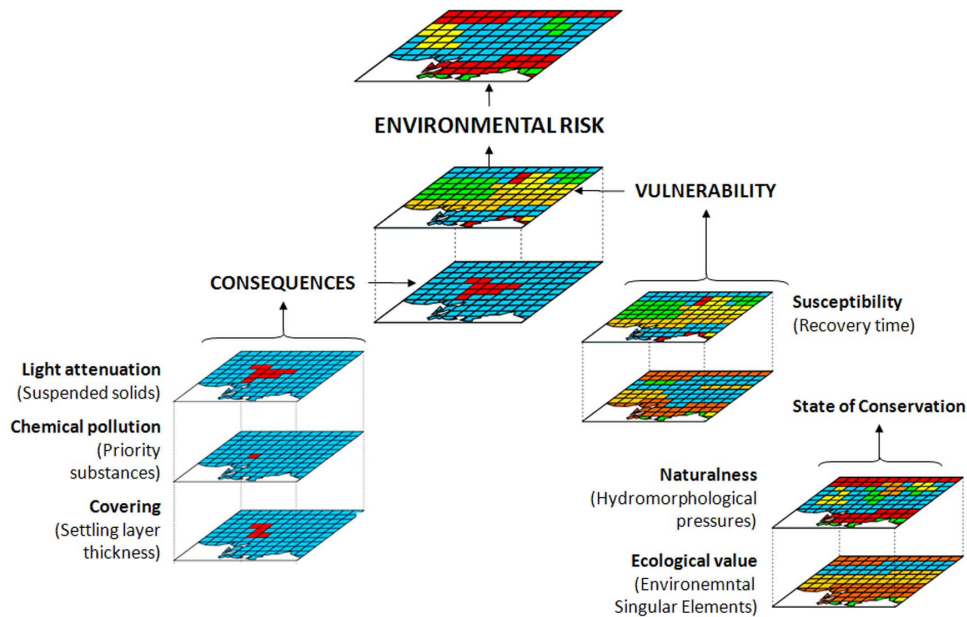 ENVIRONMENTAL RISK
VULNERABILITY
CONSEQUENCES
Susceptibility
(Recovery time)
Light attenuation
(Suspended solids)
State of Conservation
Chemical pollution
(Priority
substances)
Naturalness
(Hydromorphological
pressures)
Covering
(Settling layer
thickness)
Ecological value
(Environemntal
Singular Elements)